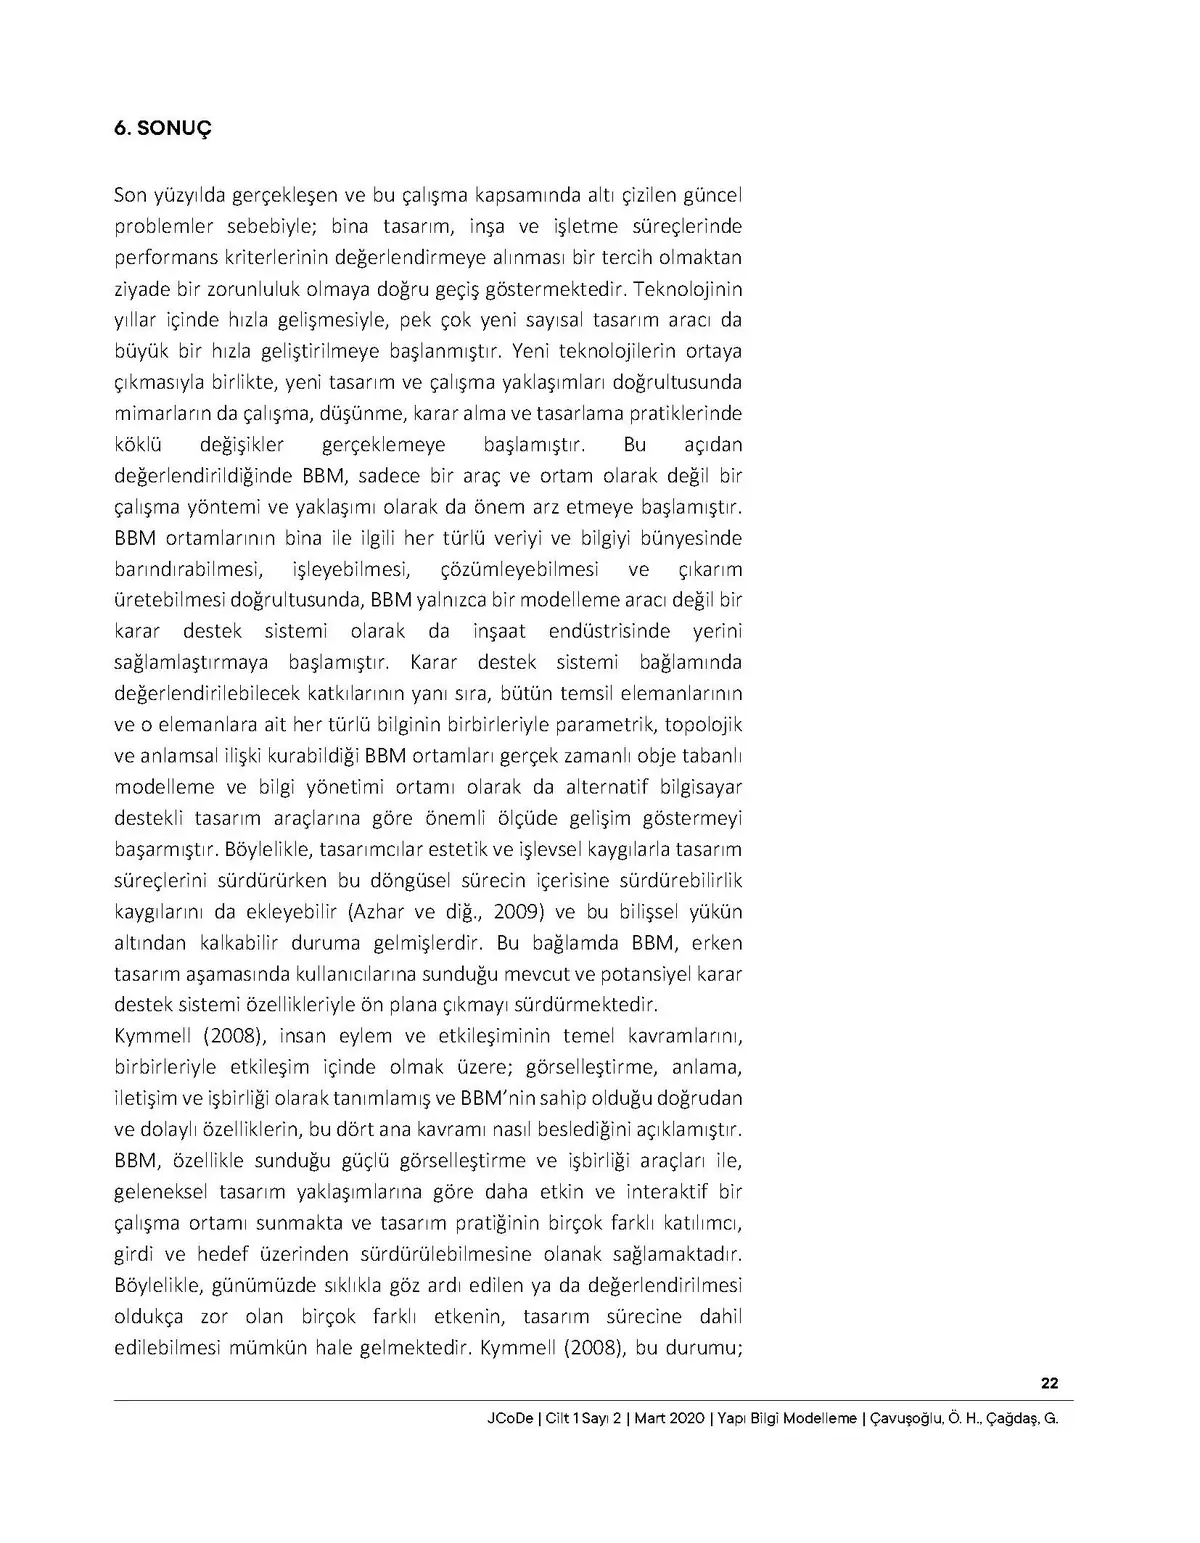 6. SONUÇ
Son yüzyılda gerçekleşen ve bu çalışma kapsamında altı çizilen güncel
problemler sebebiyle; bina tasarım, inşa ve işletme süreçlerinde
performans kriterlerinin değerlendirmeye alınması bir tercih olmaktan
ziyade bir zorunluluk olmaya doğru geçiş göstermektedir. Teknolojinin
yıllar içinde hızla gelişmesiyle, pek çok yeni sayısal tasarım aracı da
büyük bir hızla geliştirilmeye başlanmıştır. Yeni teknolojilerin ortaya
çıkmasıyla birlikte, yeni tasarım ve çalışma yaklaşımları doğrultusunda
mimarların da çalışma, düşünme, karar alma ve tasarlama pratiklerinde
köklü değişikler gerçeklemeye başlamıştır. Bu açıdan
değerlendirildiğinde BBM, sadece bir araç ve ortam olarak değil bir
çalışma yöntemi ve yaklaşımı olarak da önem arz etmeye başlamıştır.
BBM ortamlarının bina ile ilgili her türlü veriyi ve bilgiyi bünyesinde
barındırabilmesi, işleyebilmesi, çözümleyebilmesi ve çıkarım
üretebilmesi doğrultusunda, BBM yalnızca bir modelleme aracı değil bir
karar destek sistemi olarak da inşaat endüstrisinde yerini
sağlamlaştırmaya başlamıştır. Karar destek sistemi bağlamında
değerlendirilebilecek katkılarının yanı sıra, bütün temsil elemanlarının
ve o elemanlara ait her türlü bilginin birbirleriyle parametrik, topolojik
ve anlamsal ilişki kurabildiği BBM ortamları gerçek zamanlı obje tabanlı
modelleme ve bilgi yönetimi ortamı olarak da alternatif bilgisayar
destekli tasarım araçlarına göre önemli ölçüde gelişim göstermeyi
başarmıştır. Böylelikle, tasarımcılar estetik ve işlevsel kaygılarla tasarım
süreçlerini sürdürürken bu döngüsel sürecin içerisine sürdürebilirlik
kaygılarını da ekleyebilir (Azhar ve diğ., 2009) ve bu bilişsel yükün
altından kalkabilir duruma gelmişlerdir. Bu bağlamda BBM, erken
tasarım aşamasında kullanıcılarına sunduğu mevcut ve potansiyel karar
destek sistemi özellikleriyle ön plana çıkmayı sürdürmektedir.
Kymmell (2008), insan eylem ve etkileşiminin temel kavramlarını,
birbirleriyle etkileşim içinde olmak üzere; görselleştirme, anlama,
iletişim ve işbirliği olarak tanımlamış ve BBM’nin sahip olduğu doğrudan
ve dolaylı özelliklerin, bu dört ana kavramı nasıl beslediğini açıklamıştır.
BBM, özellikle sunduğu güçlü görselleştirme ve işbirliği araçları ile,
geleneksel tasarım yaklaşımlarına göre daha etkin ve interaktif bir
çalışma ortamı sunmakta ve tasarım pratiğinin birçok farklı katılımcı,
girdi ve hedef üzerinden sürdürülebilmesine olanak sağlamaktadır.
Böylelikle, günümüzde sıklıkla göz ardı edilen ya da değerlendirilmesi
oldukça zor olan birçok farklı etkenin, tasarım sürecine dahil
edilebilmesi mümkün hale gelmektedir. Kymmell (2008), bu durumu;
22
JCoDe | Cilt 1 Sayı 2 | Mart 2020 | Yapı Bilgi Modelleme | Çavuşoğlu, Ö. H., Çağdaş, G.